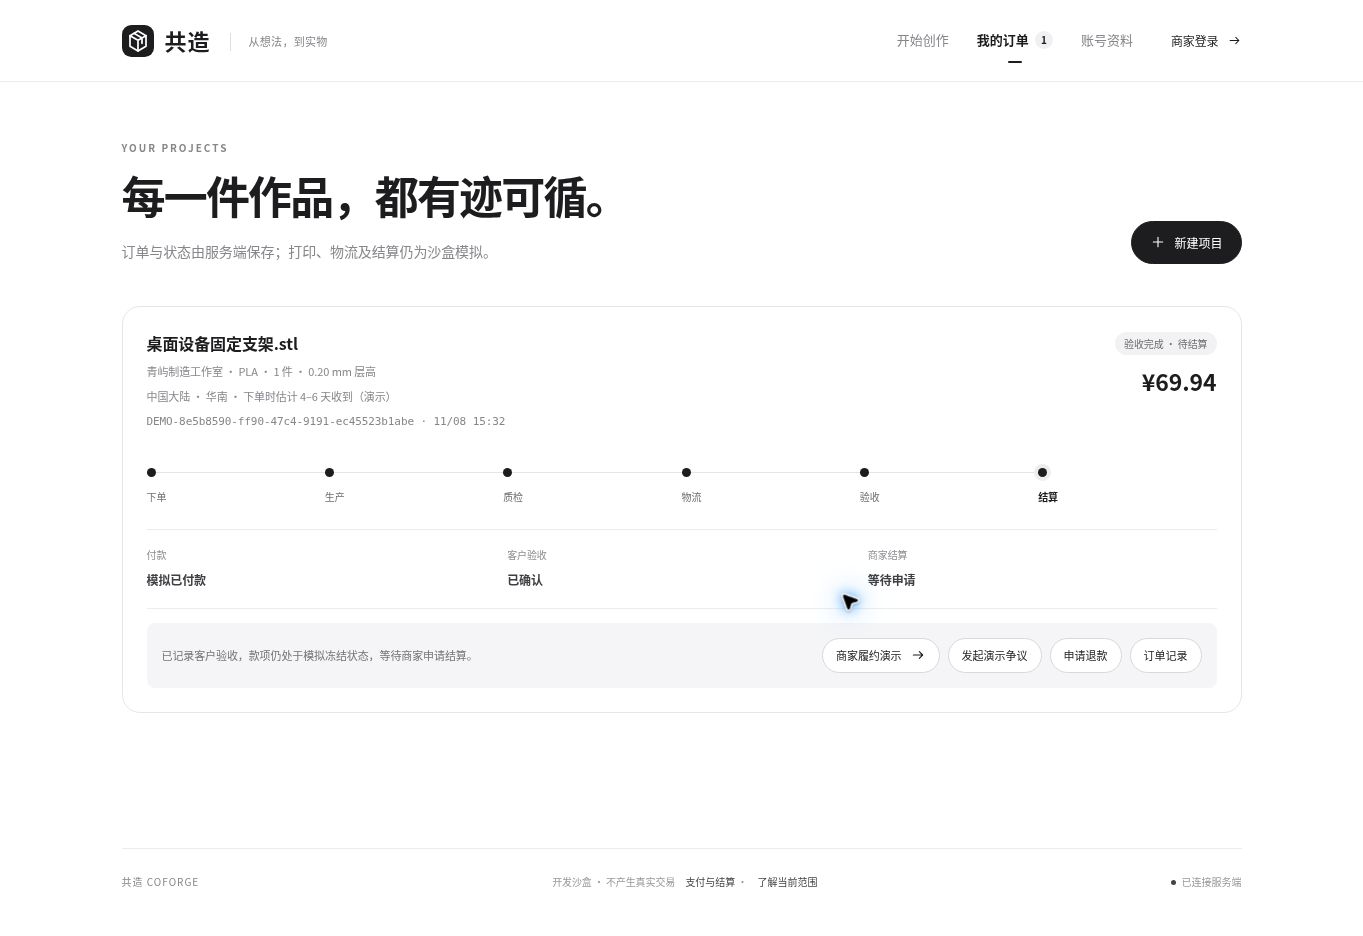 共造
从想法，到实物
开始创作
我的订单 1
账号资料
商家登录 →
YOUR PROJECTS
每一件作品，都有迹可循。
订单与状态由服务端保存；打印、物流及结算仍为沙盒模拟。
+ 新建项目
桌面设备固定支架.stl
验收完成 · 待结算
青屿制造工作室 · PLA · 1 件 · 0.20 mm 层高
¥69.94
中国大陆 · 华南 · 下单时估计 4–6 天收到（演示）
DEMO-8e5b8590-ff90-47c4-9191-ec45523b1abe · 11/08 15:32
下单
生产
质检
物流
验收
结算
付款
模拟已付款
客户验收
已确认
商家结算
等待申请
已记录客户验收，款项仍处于模拟冻结状态，等待商家申请结算。
商家履约演示 →
发起演示争议
申请退款
订单记录
共造 COFORGE
开发沙盒 · 不产生真实交易 支付与结算 · 了解当前范围
已连接服务端